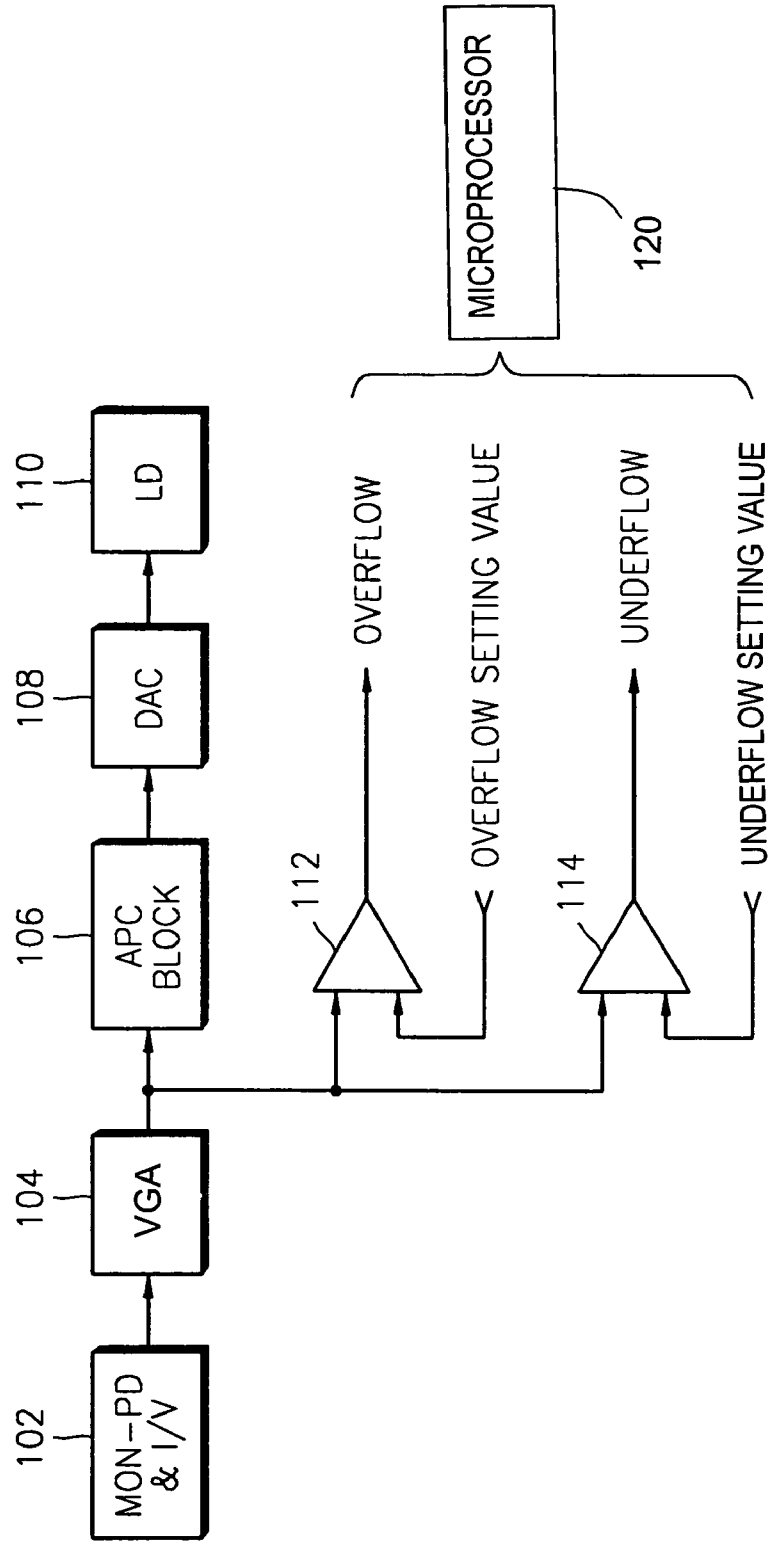 102
MON-PD
& I/V
104
VGA
106
APC
BLOCK
108
DAC
110
LD
112
OVERFLOW
OVERFLOW SETTING VALUE
114
UNDERFLOW
UNDERFLOW SETTING VALUE
MICROPROCESSOR
120